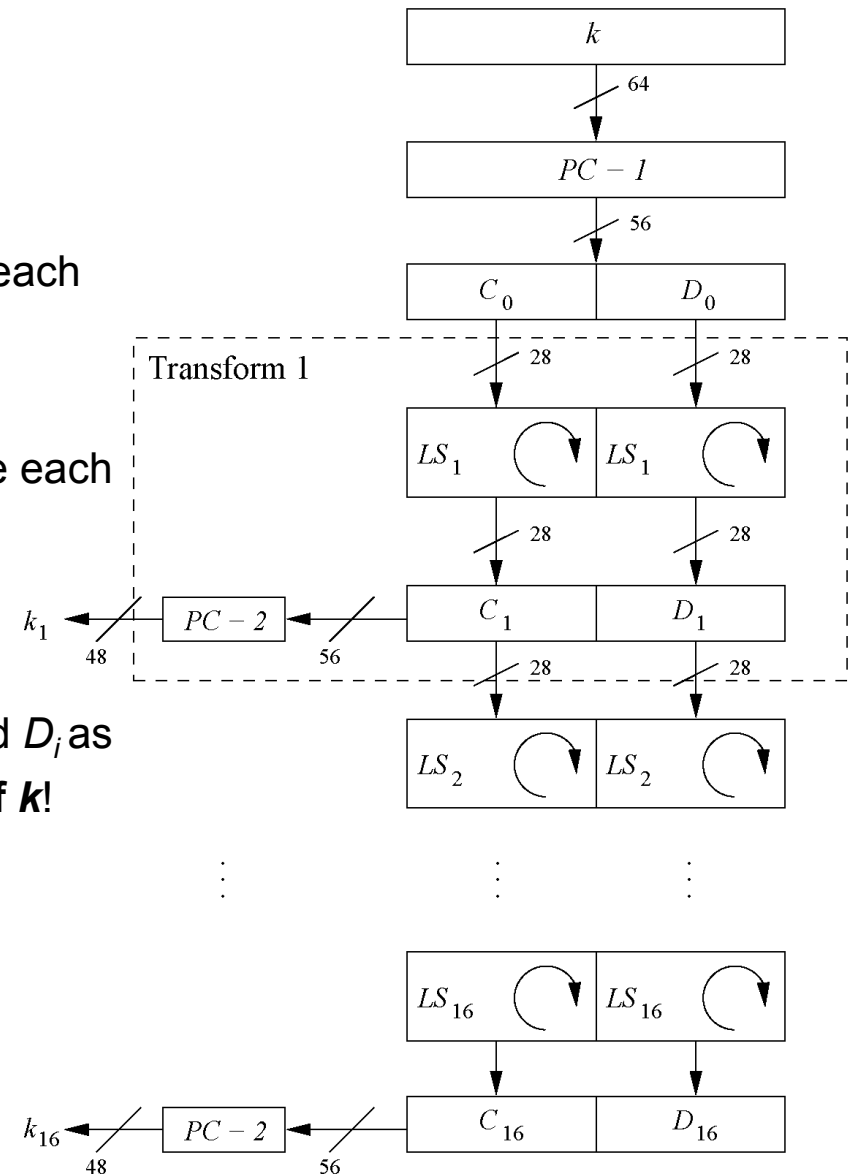 k
64
PC – 1
56
each
C0 D0
Transform 1
28 28
LS1 LS1
e each
28 28
k1 PC – 2 C1 D1
48 56
28 28
d Di as
LS2 LS2
f k!
⋮ ⋮ ⋮
LS16 LS16
k16 PC – 2 C16 D16
48 56